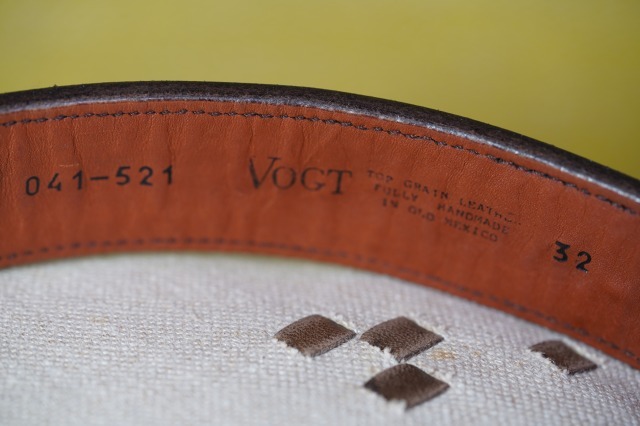 041-521
VOGT
TOP GRAIN LEATHER
FULLY HANDMADE
IN OLD MEXICO
32